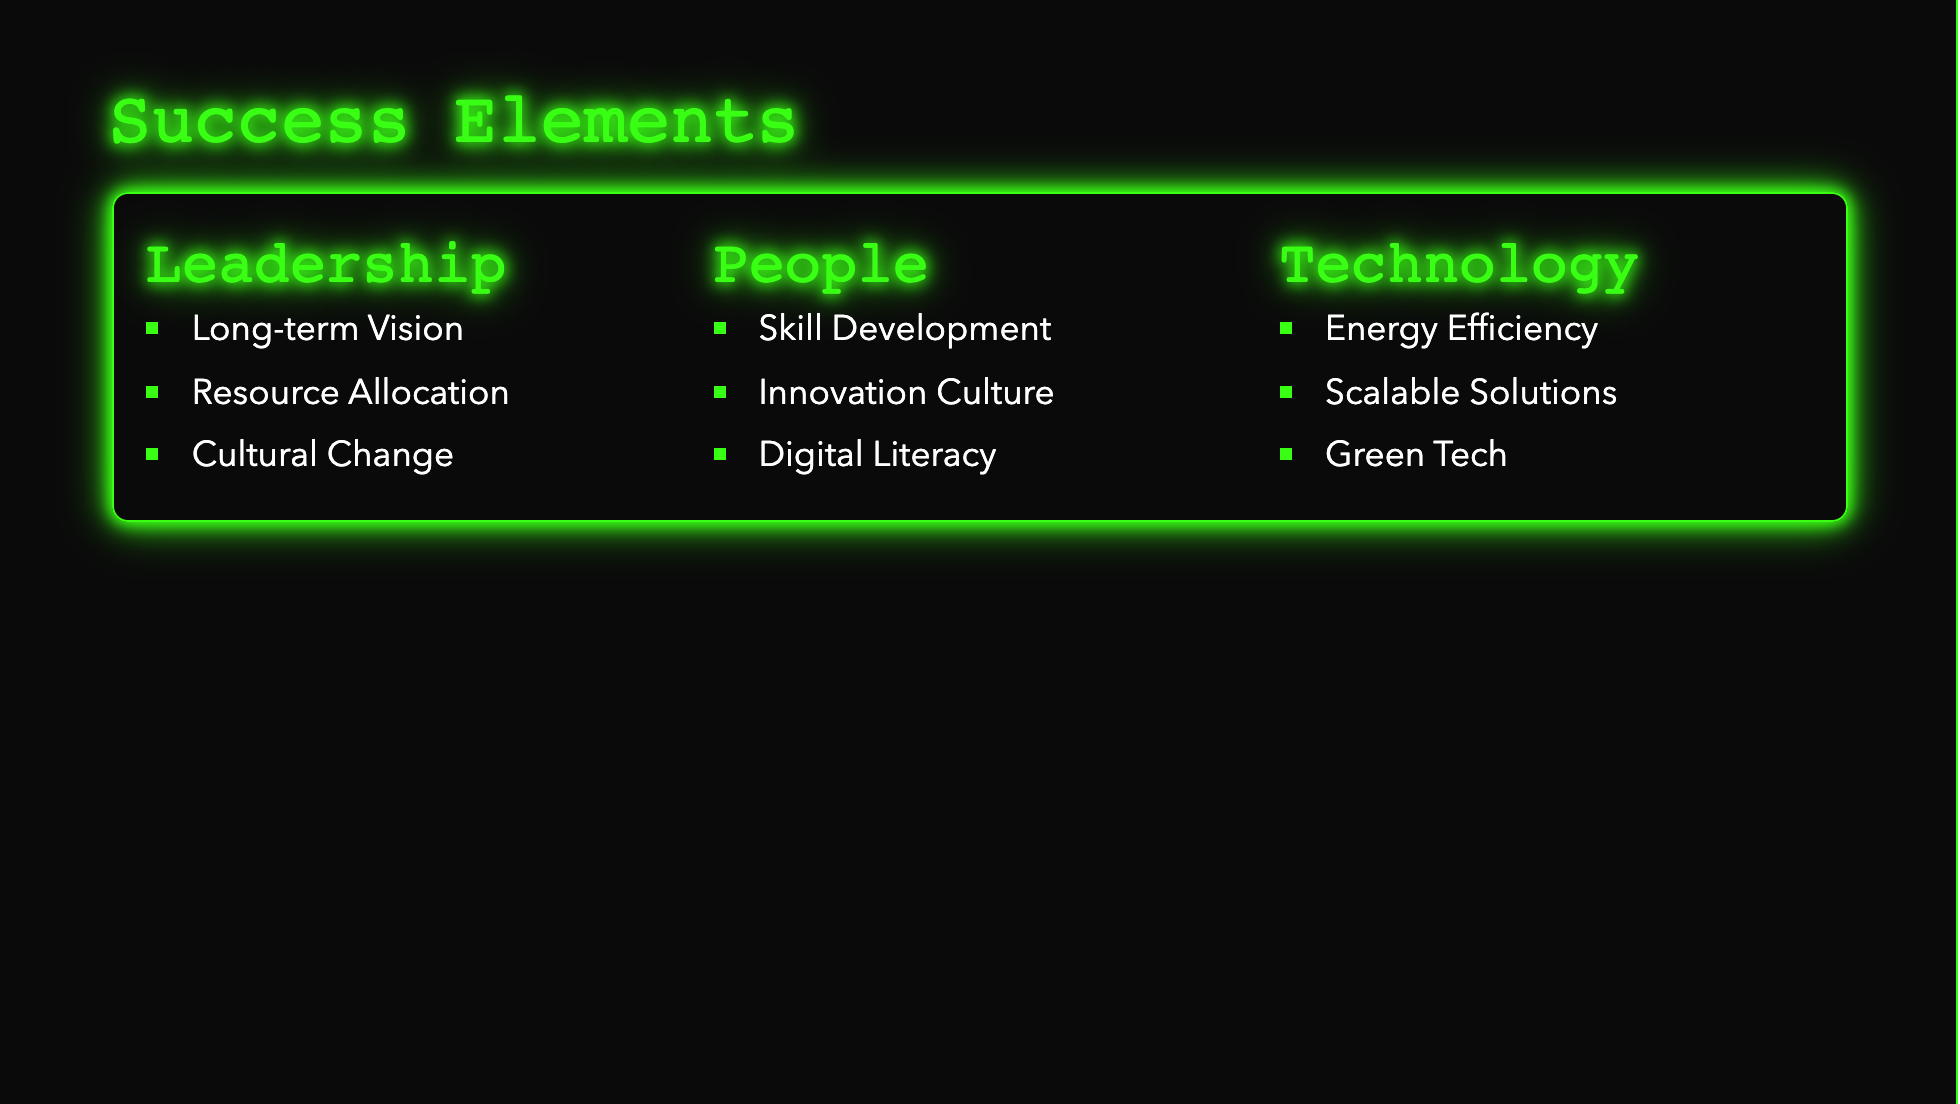 Success Elements
Leadership
Long-term Vision
Resource Allocation
Cultural Change
People
Skill Development
Innovation Culture
Digital Literacy
Technology
Energy Efficiency
Scalable Solutions
Green Tech